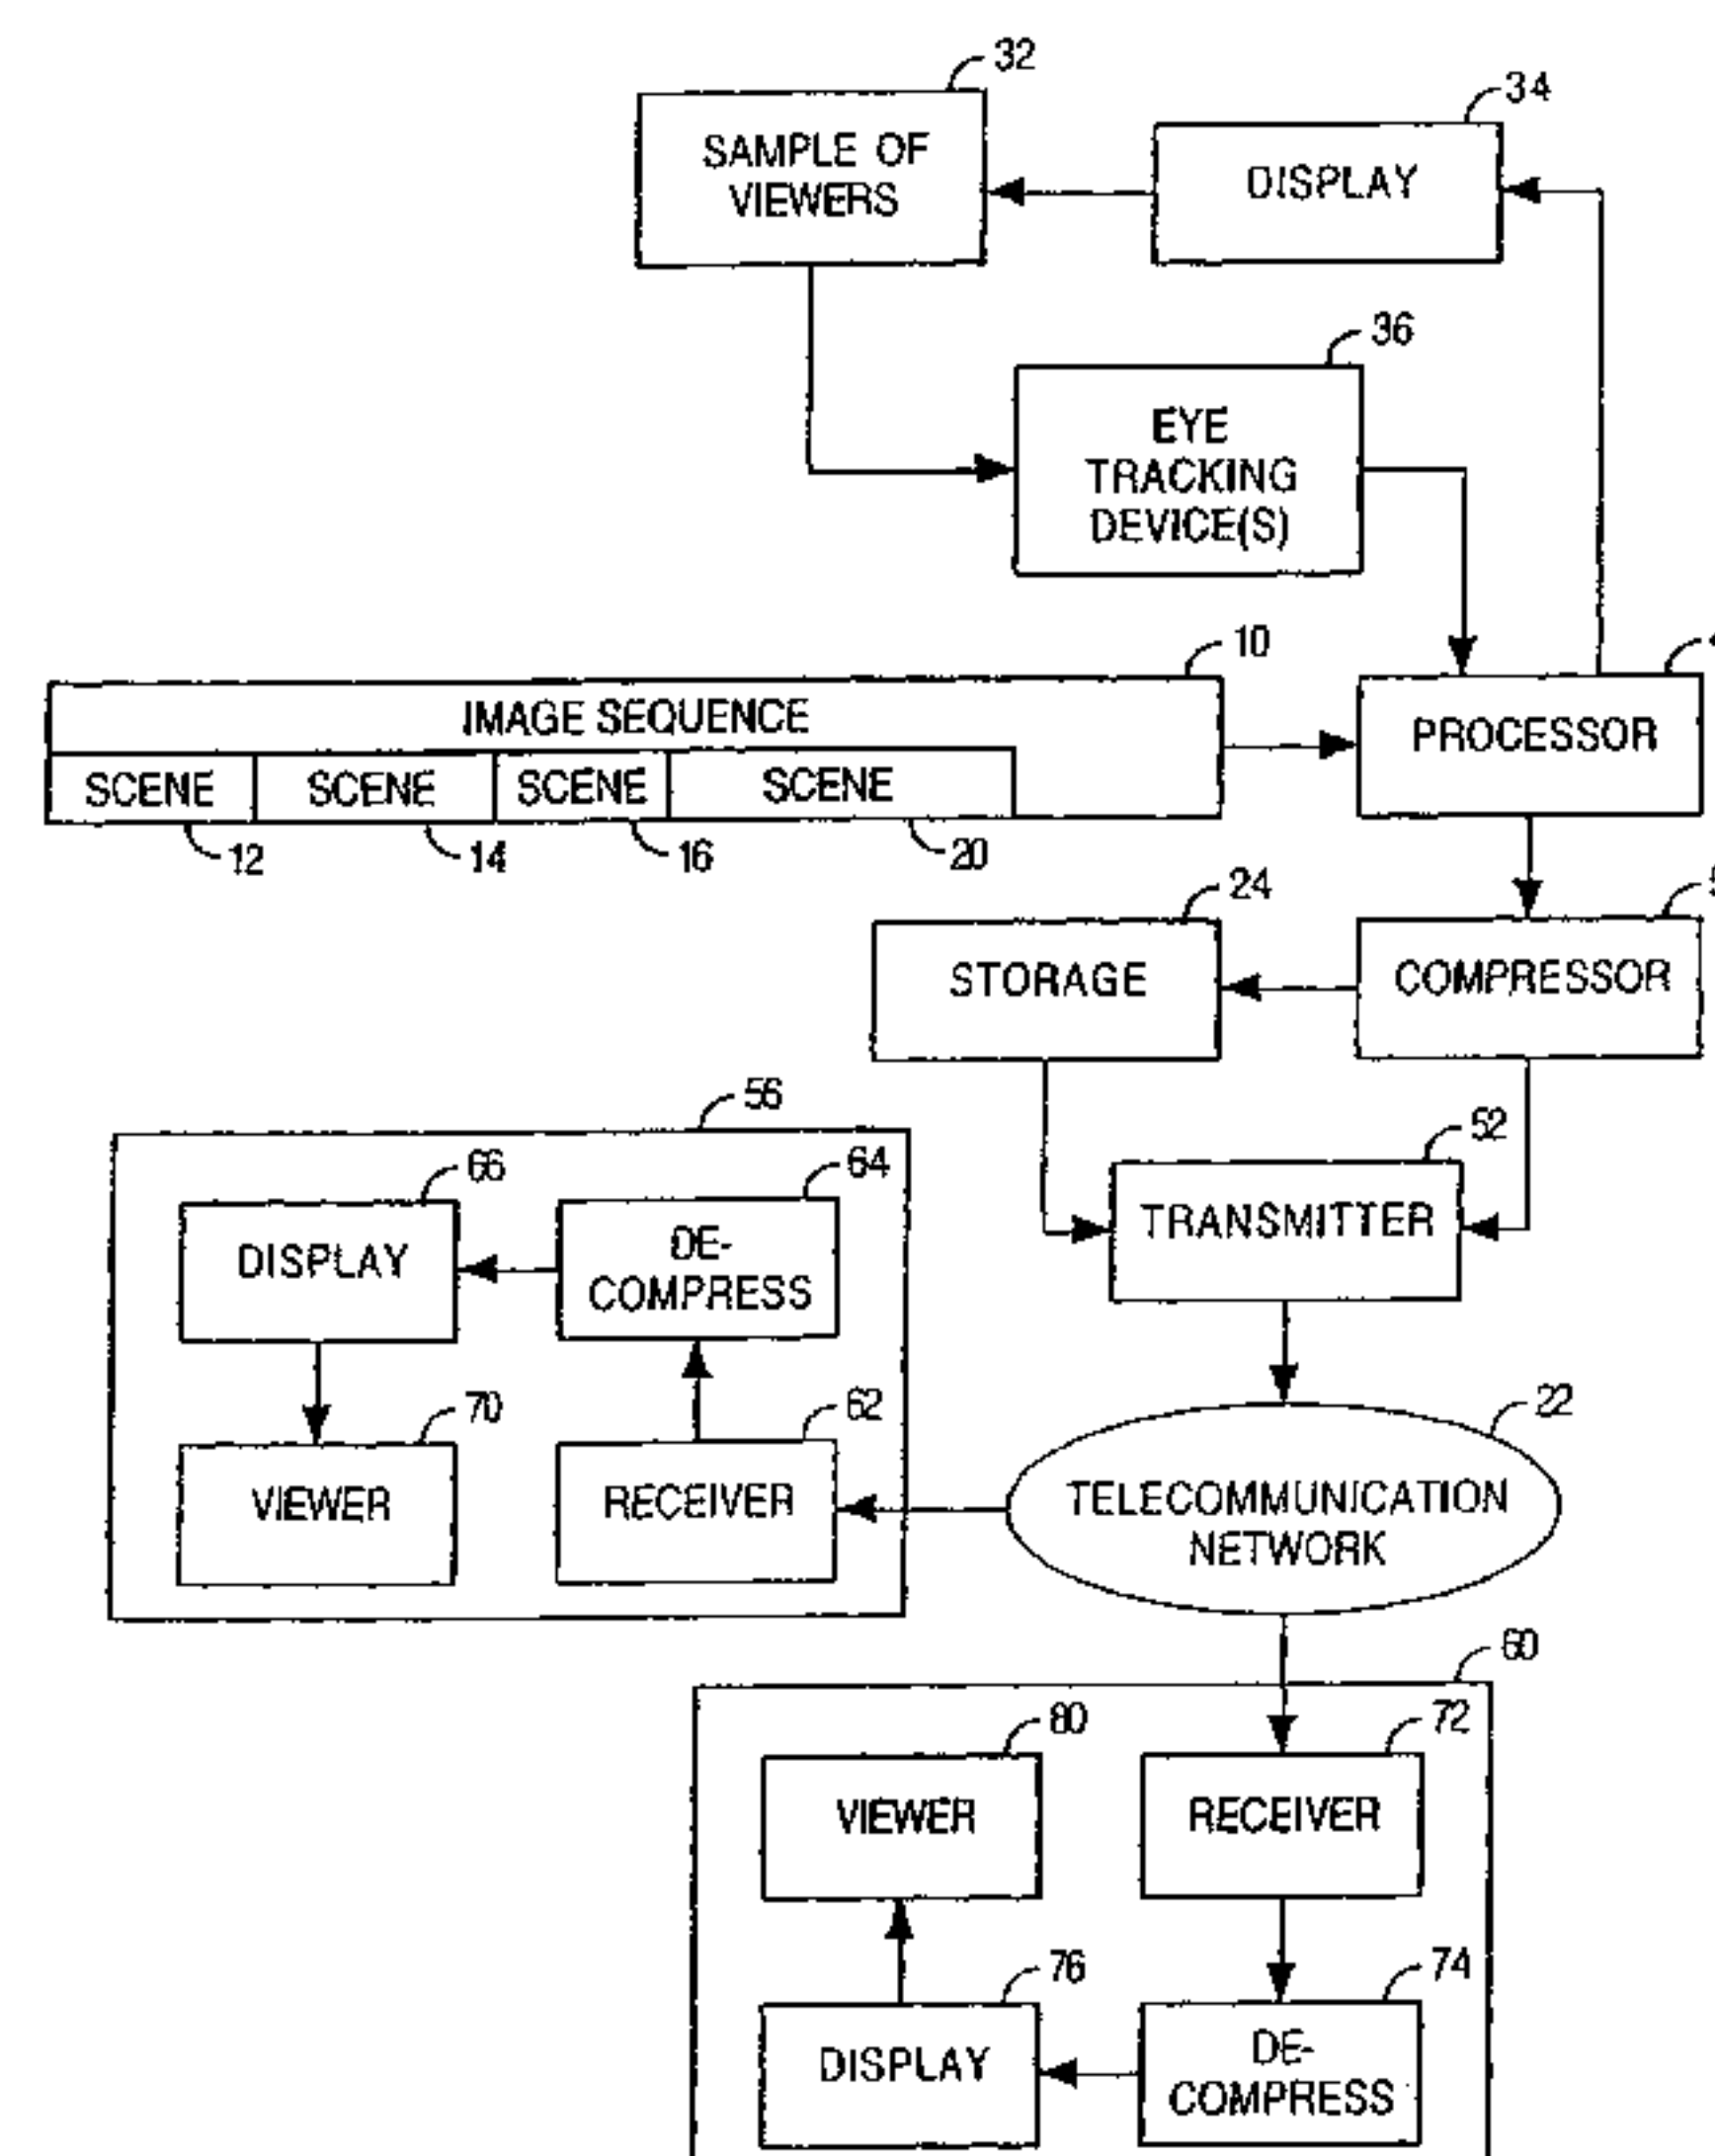 32
34
SAMPLE OF
VIEWERS
DISPLAY
36
EYE
TRACKING
DEVICE(S)
10
IMAGE SEQUENCE
PROCESSOR
SCENE SCENE SCENE SCENE
12 14 16 20
24
STORAGE
COMPRESSOR
56
52
66
64
TRANSMITTER
DISPLAY
DE-
COMPRESS
70
62
22
VIEWER
RECEIVER
TELECOMMUNICATION
NETWORK
60
80
72
VIEWER
RECEIVER
76
74
DISPLAY
DE-
COMPRESS